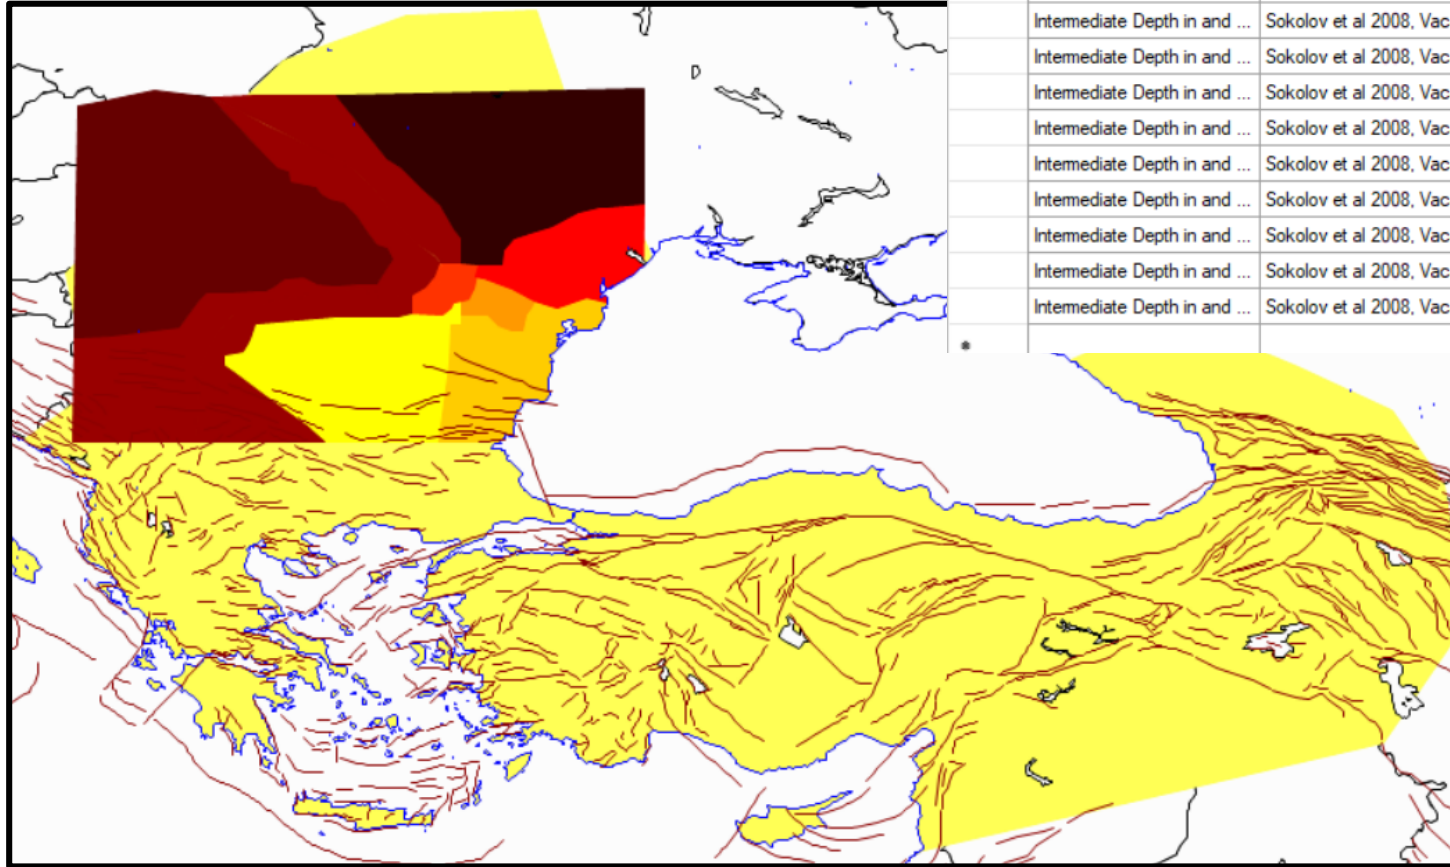 Intermediate Depth in and ... Sokolov et al 2008, Vac
Intermediate Depth in and ... Sokolov et al 2008, Vac
Intermediate Depth in and ... Sokolov et al 2008, Vac
Intermediate Depth in and ... Sokolov et al 2008, Vac
Intermediate Depth in and ... Sokolov et al 2008, Vac
Intermediate Depth in and ... Sokolov et al 2008, Vac
Intermediate Depth in and ... Sokolov et al 2008, Vac
Intermediate Depth in and ... Sokolov et al 2008, Vac
Intermediate Depth in and ... Sokolov et al 2008, Vac
*